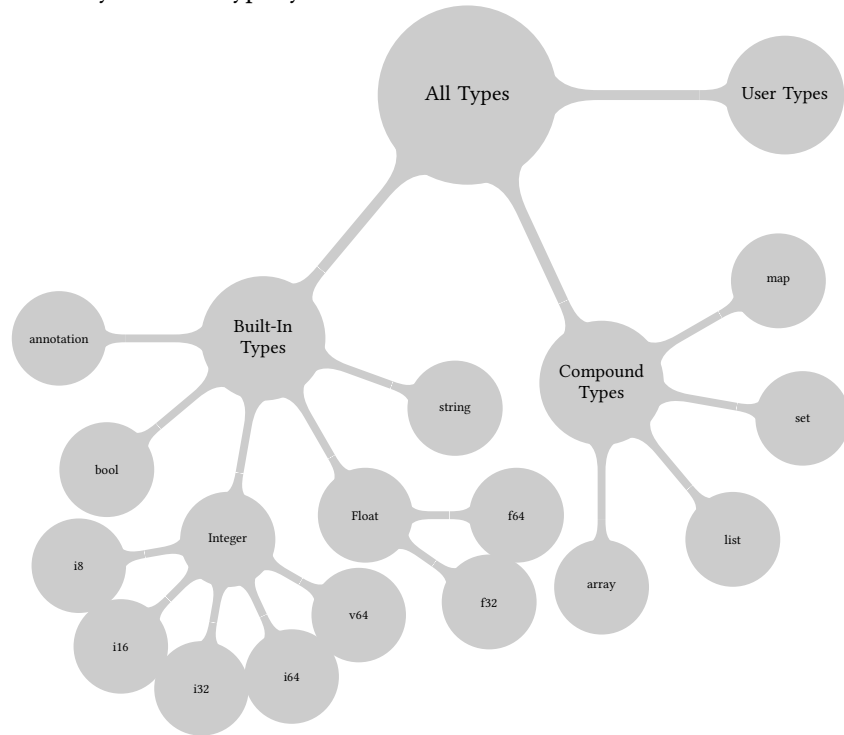 All Types
User Types
map
Built-In
Types
annotation
Compound
Types
string
set
bool
Float
f64
Integer
list
i8
array
f32
v64
i16
i64
i32